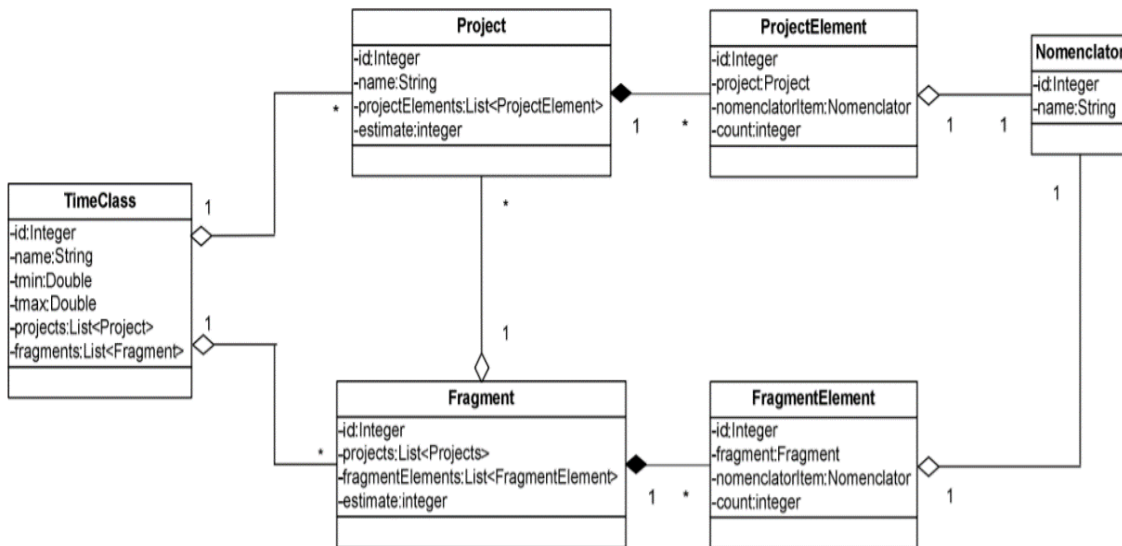 Project
-id:Integer
-name:String
-projectElements:List<ProjectElement>
-estimate:integer
ProjectElement
-id:Integer
-project:Project
-nomenclatorItem:Nomenclator
-count:integer
Nomenclator
-id:Integer
-name:String
*
1
*
1
1
TimeClass
-id:Integer
-name:String
-tmin:Double
-tmax:Double
-projects:List<Project>
-fragments:List<Fragment>
1
1
*
1
1
*
Fragment
-id:Integer
-projects:List<Projects>
-fragmentElements:List<FragmentElement>
-estimate:integer
FragmentElement
-id:Integer
-fragment:Fragment
-nomenclatorItem:Nomenclator
-count:integer
1
*
1